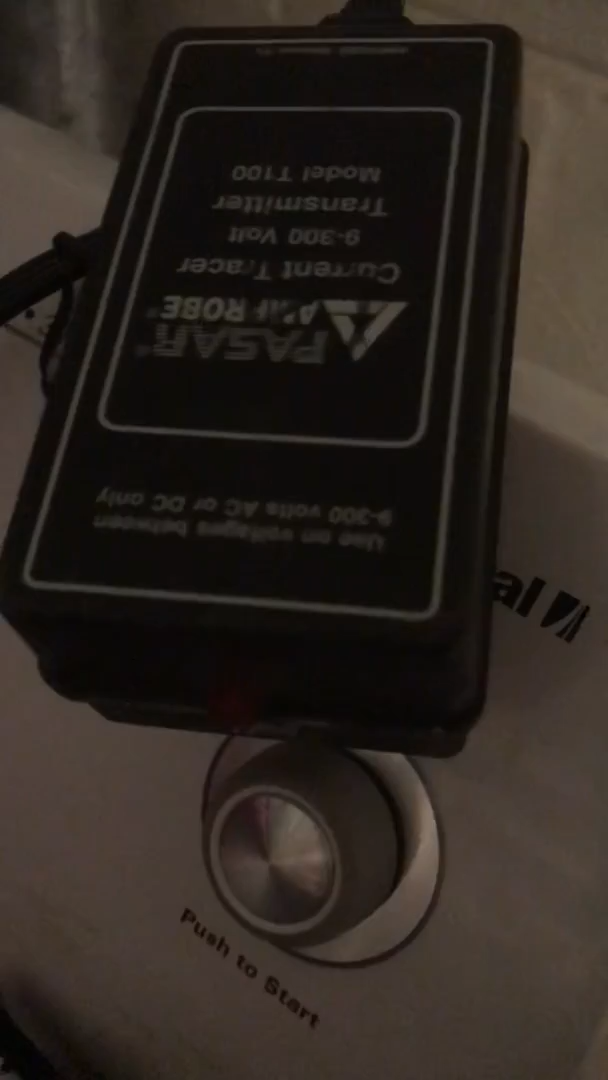 PASAR®
AMPROBE®
Current Tracer
9-300 Volt
Transmitter
Model T100
Use on voltages between
9-300 volts AC or DC only
al
Push to Start